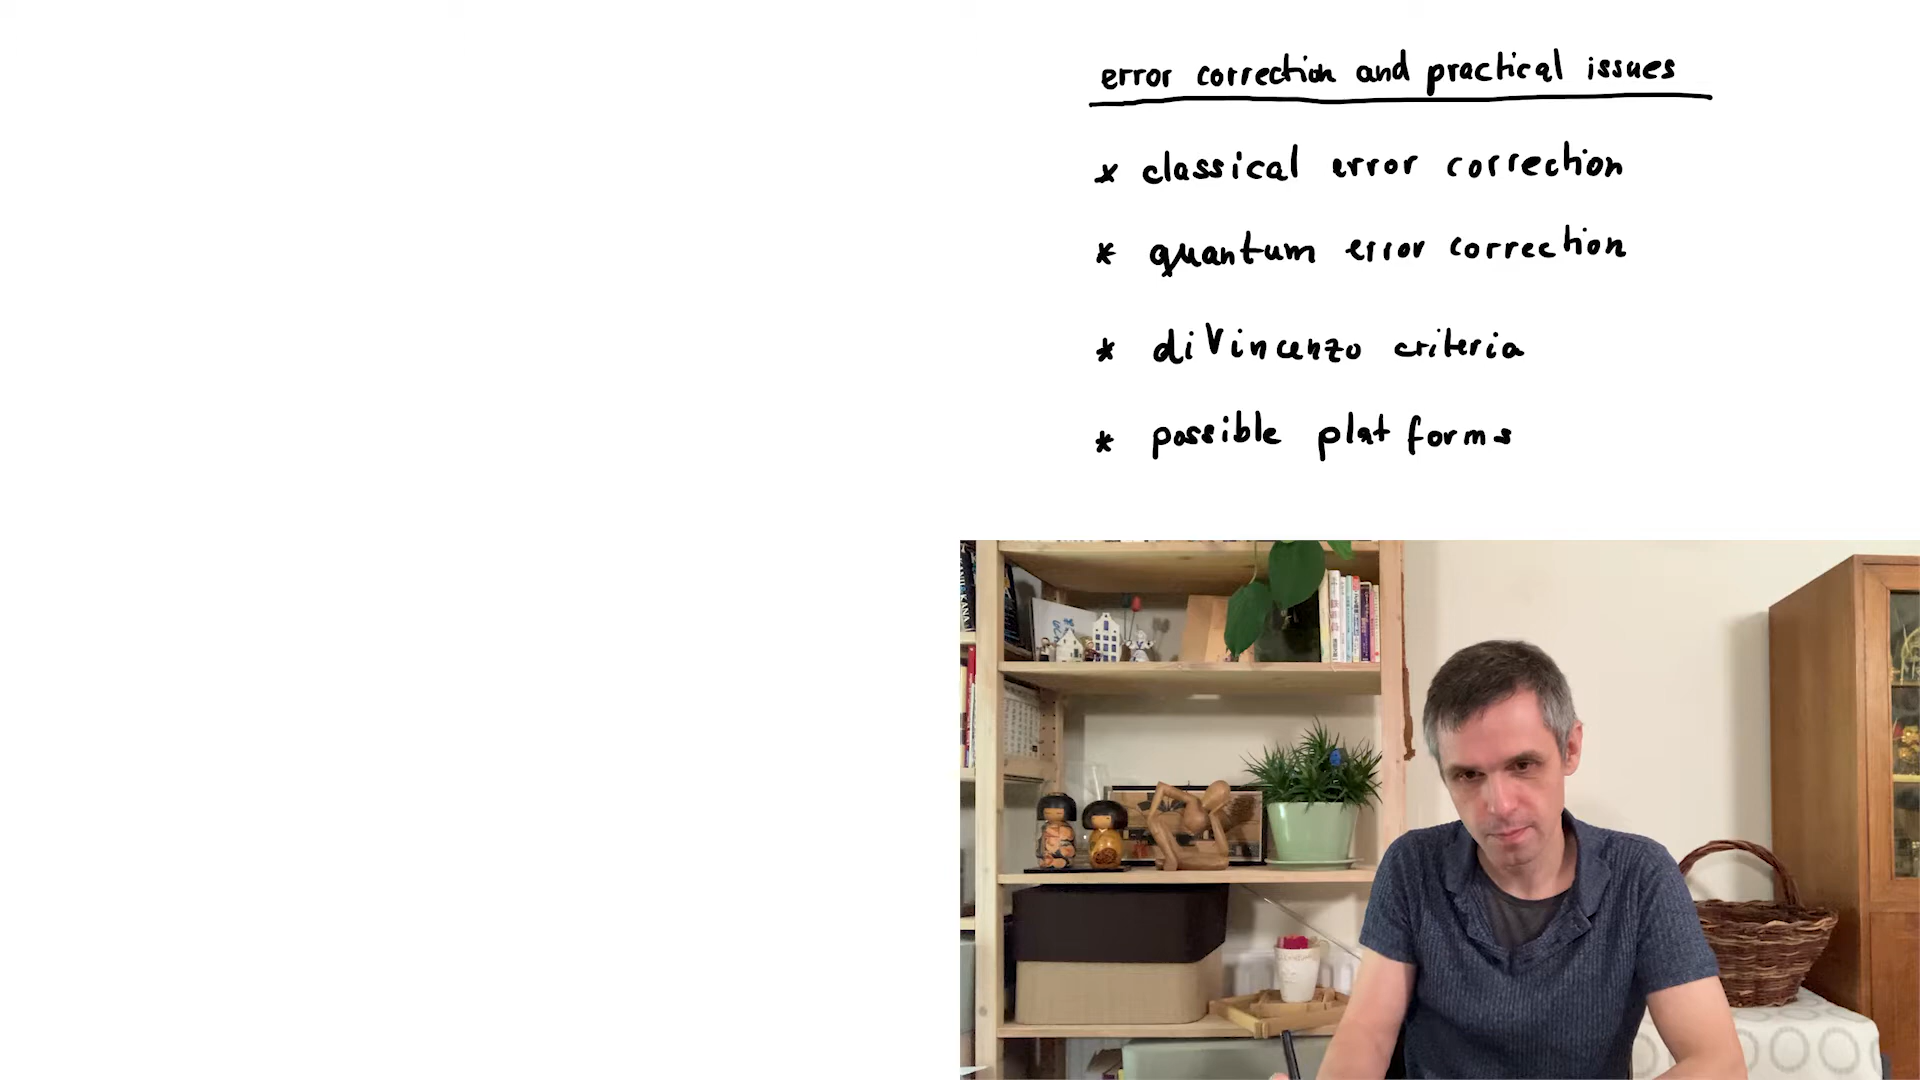 error correction and practical issues
* classical error correction
* quantum error correction
* diVincenzo criteria
* possible platforms